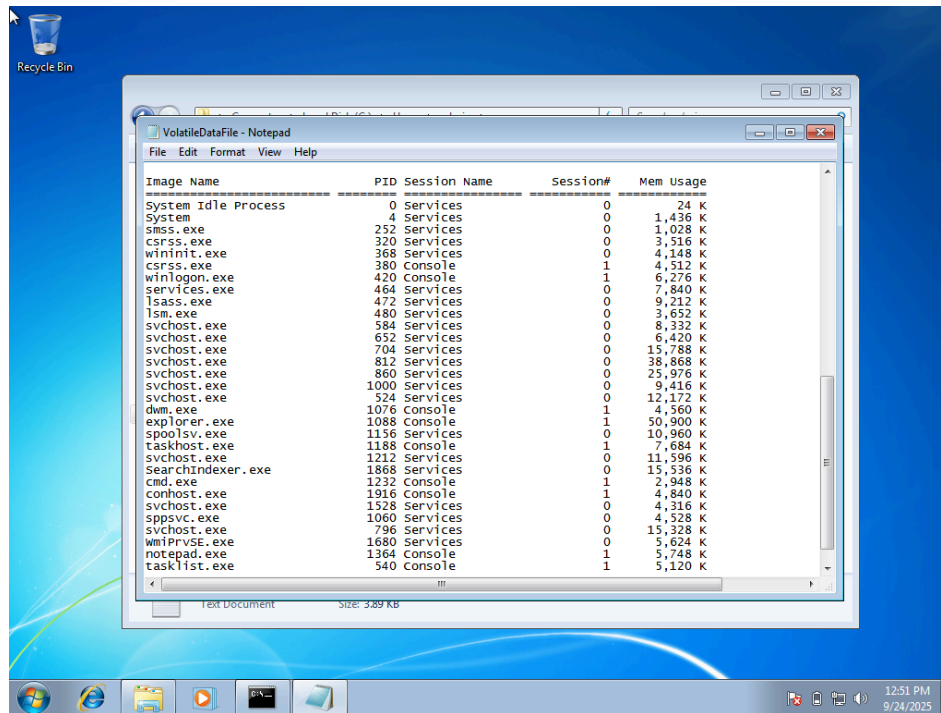 Recycle Bin
VolatileDataFile - Notepad
File Edit Format View Help
Image Name PID Session Name Session# Mem Usage
========================= ======== ================ =========== ============
System Idle Process 0 Services 0 24 K
System 4 Services 0 1,436 K
smss.exe 252 Services 0 1,028 K
csrss.exe 320 Services 0 3,516 K
wininit.exe 368 Services 0 4,148 K
csrss.exe 380 Console 1 4,512 K
winlogon.exe 420 Console 1 6,276 K
services.exe 464 Services 0 7,840 K
lsass.exe 472 Services 0 9,212 K
lsm.exe 480 Services 0 3,652 K
svchost.exe 584 Services 0 8,332 K
svchost.exe 652 Services 0 6,420 K
svchost.exe 704 Services 0 15,788 K
svchost.exe 812 Services 0 38,868 K
svchost.exe 860 Services 0 25,976 K
svchost.exe 1000 Services 0 9,416 K
svchost.exe 524 Services 0 12,172 K
dwm.exe 1076 Console 1 4,560 K
explorer.exe 1088 Console 1 50,900 K
spoolsv.exe 1156 Services 0 10,960 K
taskhost.exe 1188 Console 1 7,684 K
svchost.exe 1212 Services 0 11,596 K
SearchIndexer.exe 1868 Services 0 15,536 K
cmd.exe 1232 Console 1 2,948 K
conhost.exe 1916 Console 1 4,840 K
svchost.exe 1528 Services 0 4,316 K
sppsvc.exe 1060 Services 0 4,528 K
svchost.exe 796 Services 0 15,328 K
WmiPrvSE.exe 1680 Services 0 5,624 K
notepad.exe 1364 Console 1 5,748 K
tasklist.exe 540 Console 1 5,120 K
Text Document Size: 3.89 KB
12:51 PM
9/24/2025